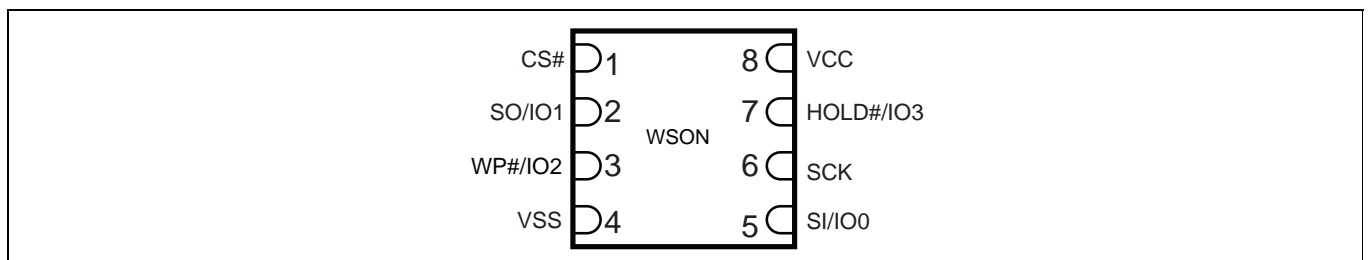 CS# 1 8 VCC
SO/IO1 2 7 HOLD#/IO3
WSON
WP#/IO2 3 6 SCK
VSS 4 5 SI/IO0